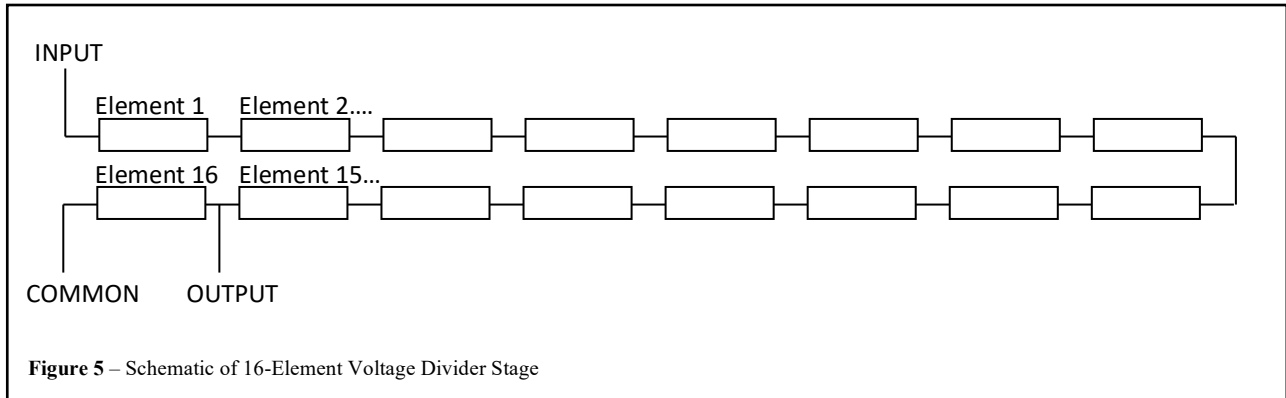 INPUT
Element 1 Element 2....
Element 16 Element 15...
COMMON OUTPUT
Figure 5 – Schematic of 16-Element Voltage Divider Stage